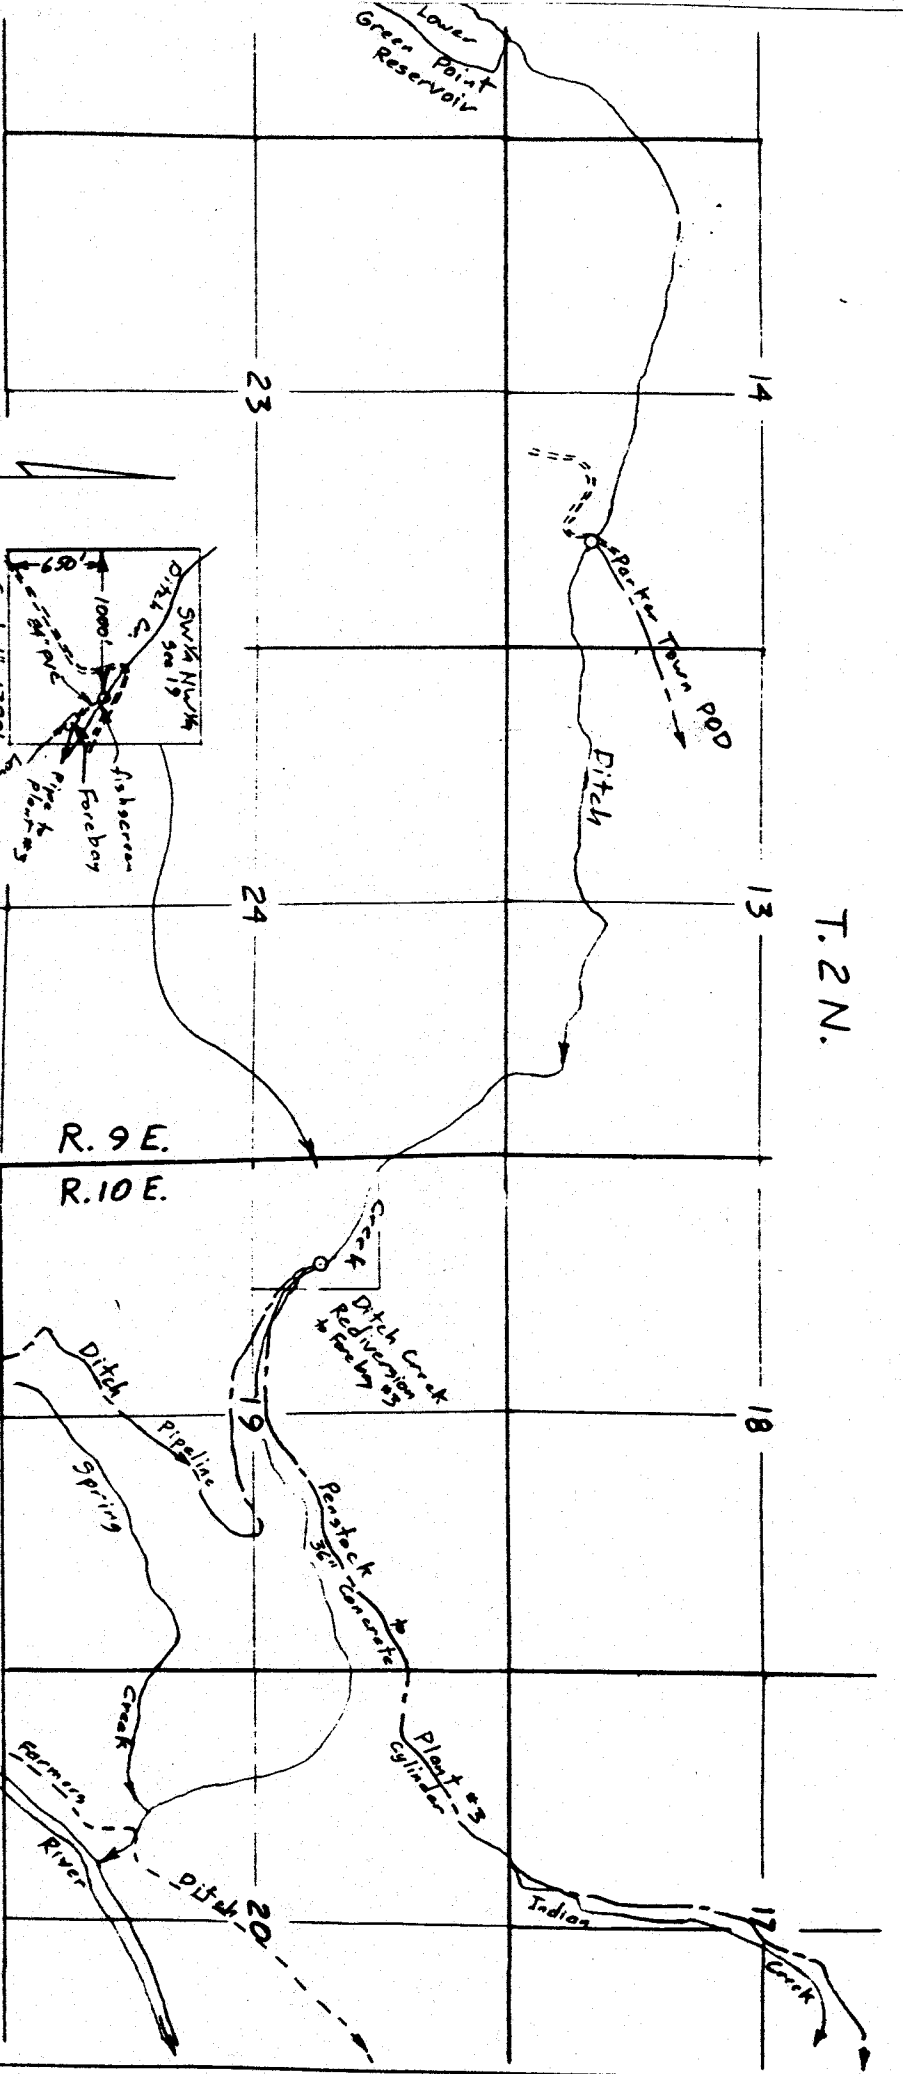 Lower
Green Point
Reservoir
14
23
Parker Town POD
Ditch
13
T. 2 N.
24
SW¼ NW¼
Sec 19
Ditch Cr.
650'
1000'
fishscreen
Forebay
Pipe to
plant #3
R. 9 E.
R. 10 E.
Creek
Ditch Creek
Rediversion
to Forebay #3
18
19
Ditch
Pipeline
Spring
Creek
Penstock to
36" Concrete
Plant #3
Cylinder
Farmers
Ditch
River
20
Indian
Creek
17